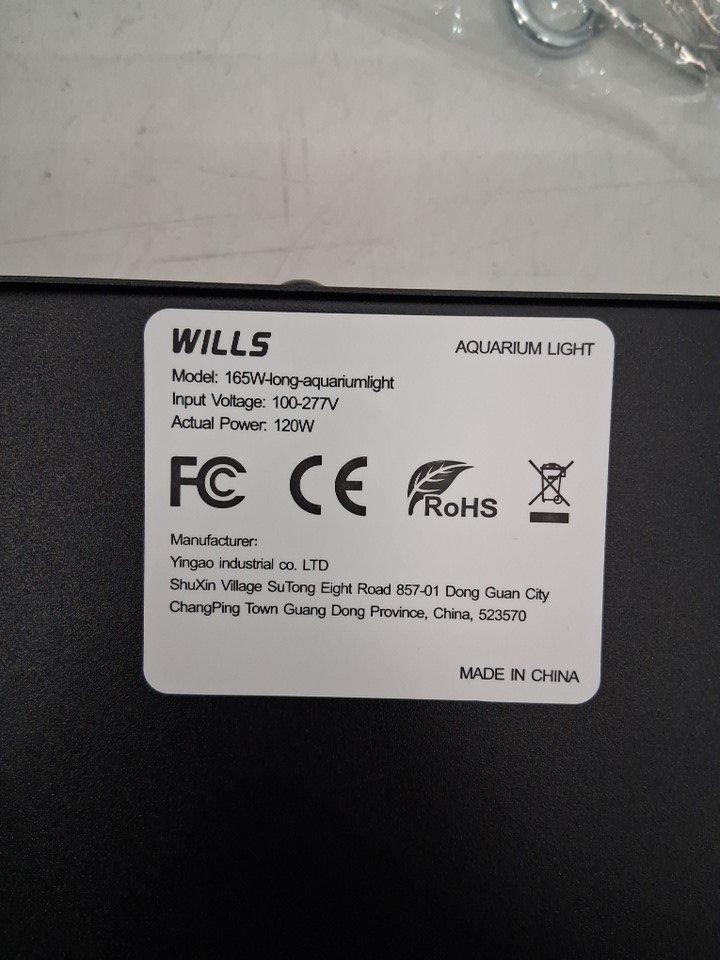 WILLS
AQUARIUM LIGHT
Model: 165W-long-aquariumlight
Input Voltage: 100-277V
Actual Power: 120W
FC CE RoHS
Manufacturer:
Yingao industrial co. LTD
ShuXin Village SuTong Eight Road 857-01 Dong Guan City
ChangPing Town Guang Dong Province, China, 523570
MADE IN CHINA